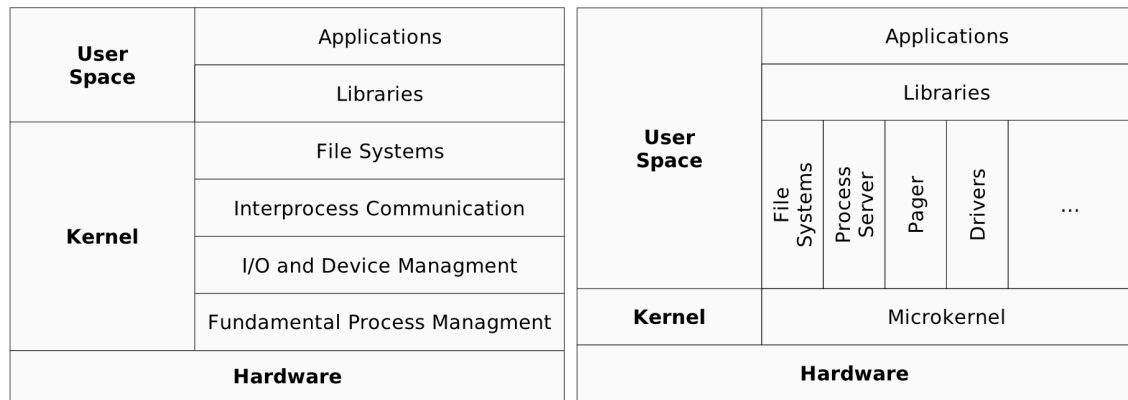 User
Space
Applications
Libraries
Kernel
File Systems
Interprocess Communication
I/O and Device Managment
Fundamental Process Managment
Hardware
User
Space
Applications
Libraries
File
Systems
Process
Server
Pager
Drivers
...
Kernel
Microkernel
Hardware